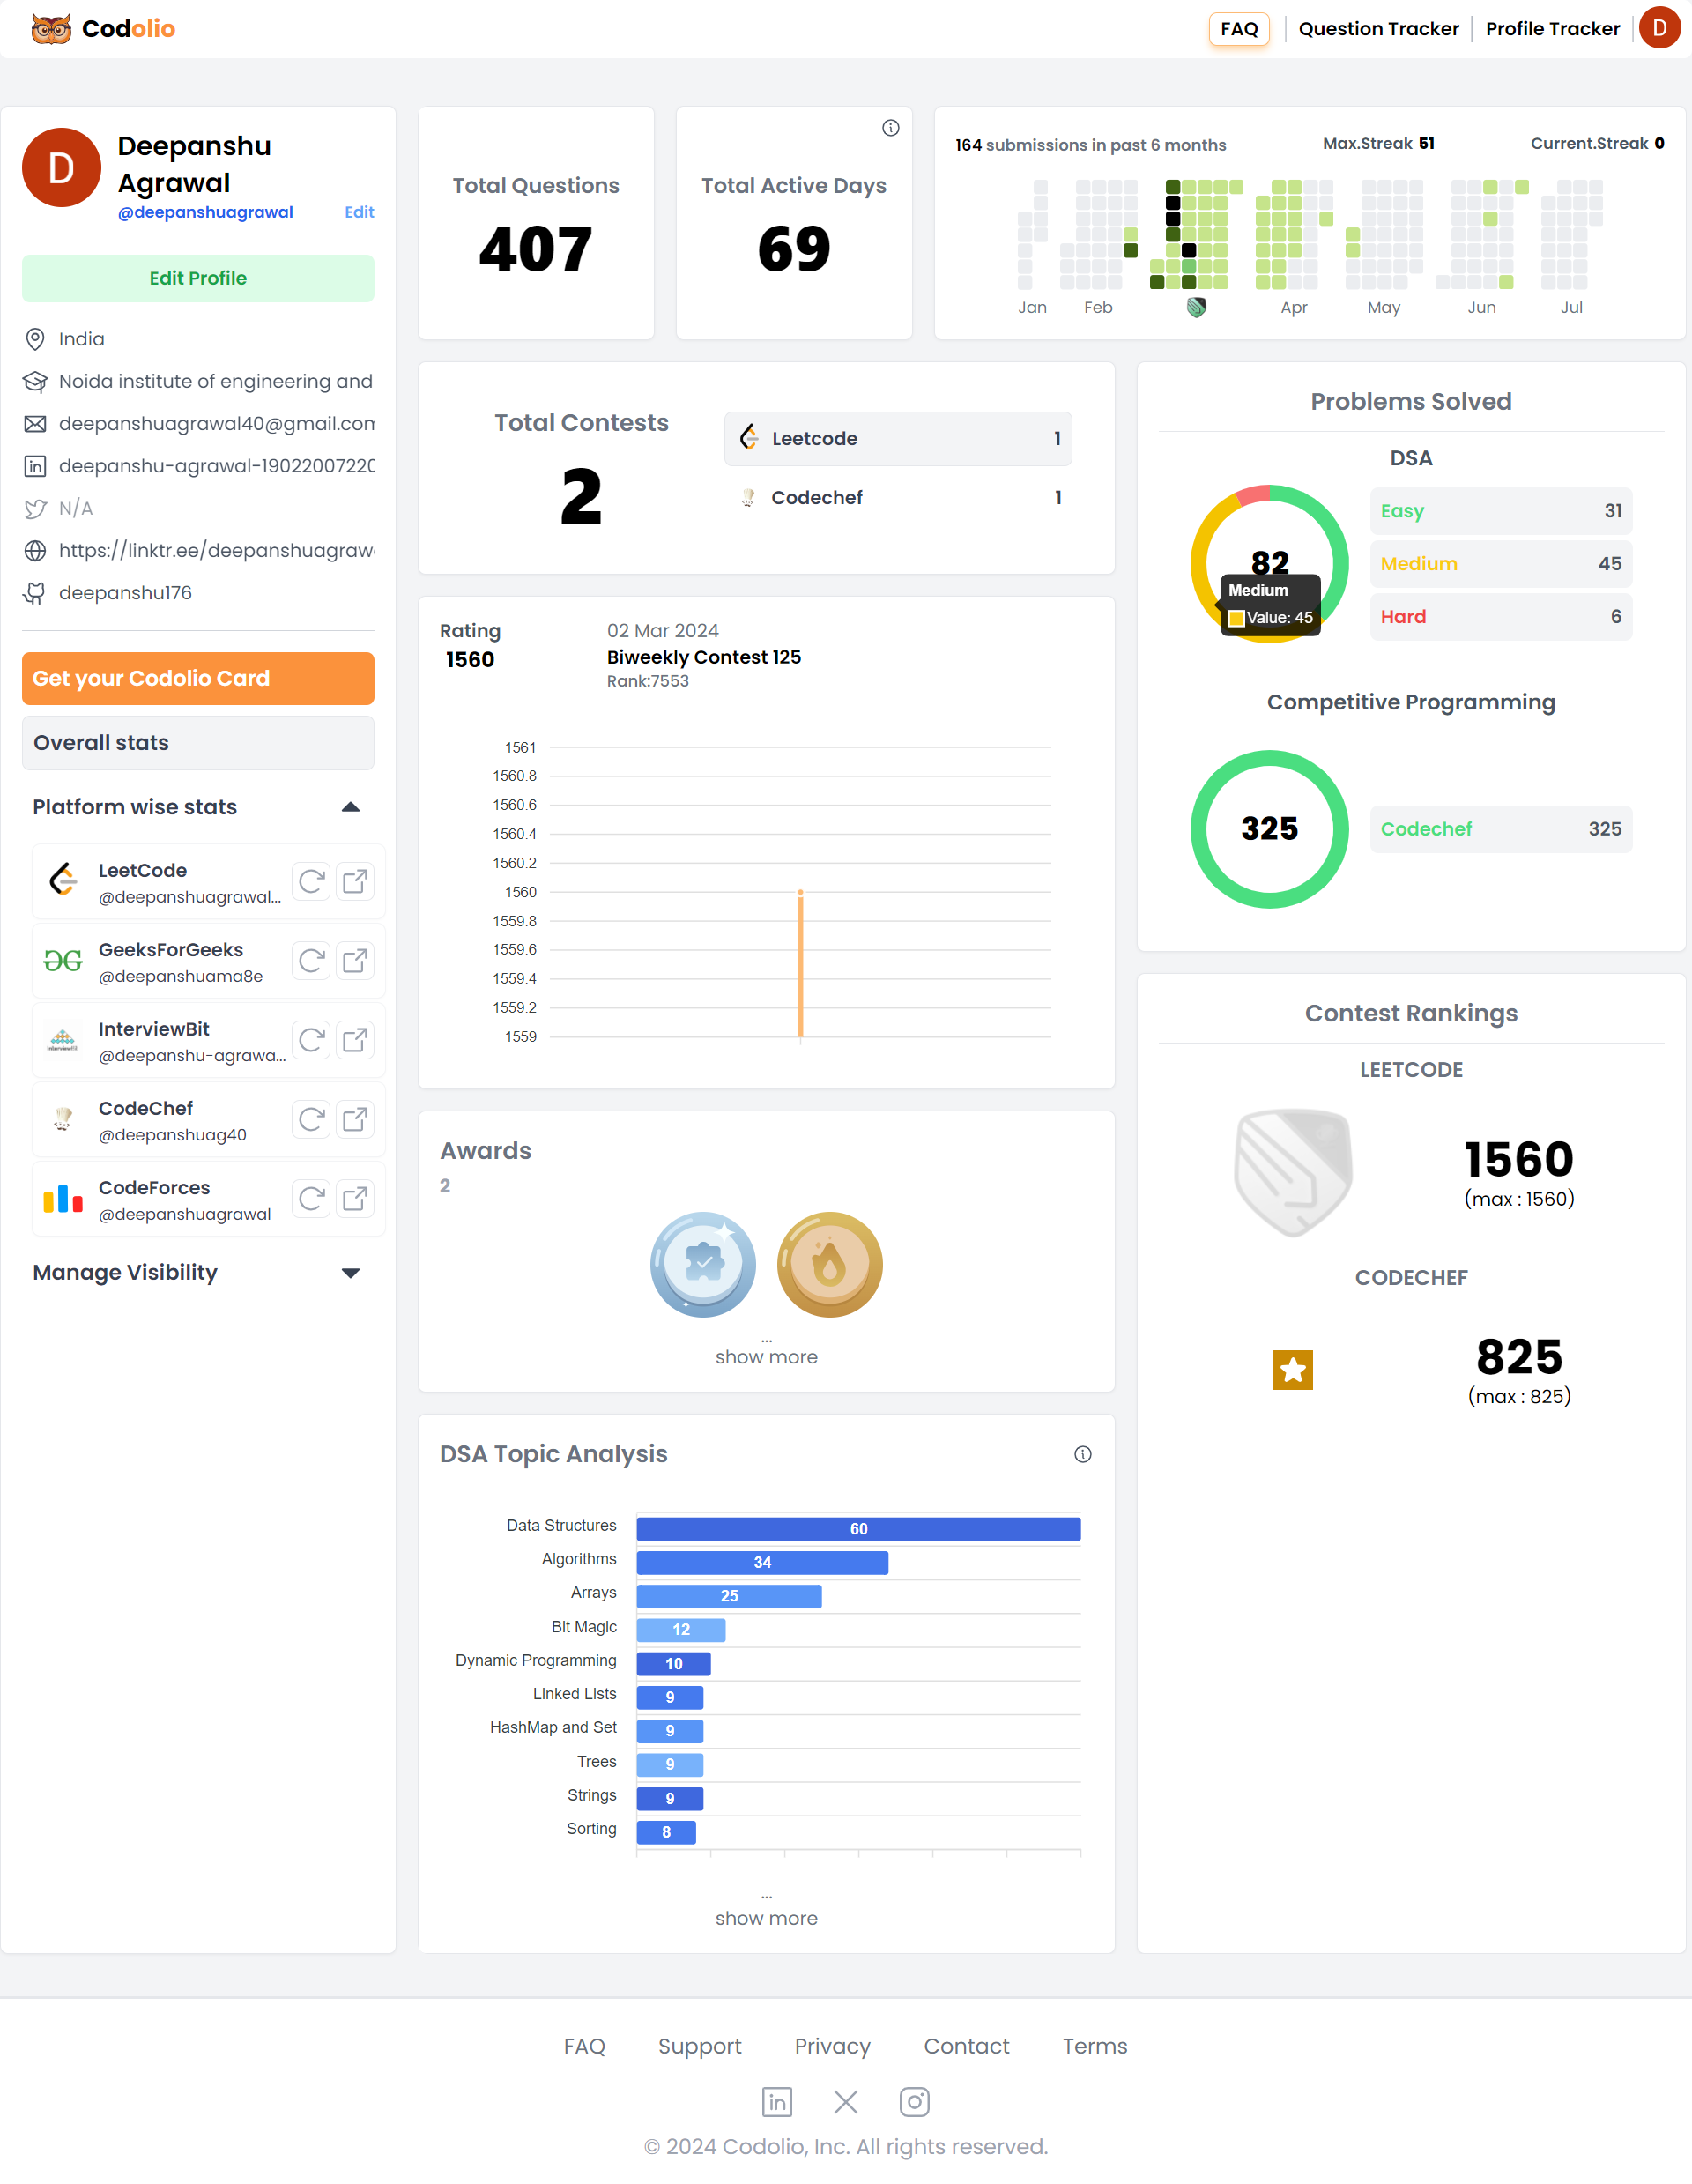 Codolio
FAQ
Question Tracker
Profile Tracker
D
D
Deepanshu
Agrawal
@deepanshuagrawal
Edit
Edit Profile
India
Noida institute of engineering and
deepanshuagrawal40@gmail.com
deepanshu-agrawal-19022007220
N/A
https://linktr.ee/deepanshuagraw
deepanshu176
Get your Codolio Card
Overall stats
Platform wise stats
LeetCode
@deepanshuagrawal...
GeeksForGeeks
@deepanshuama8e
InterviewBit
@deepanshu-agrawa...
CodeChef
@deepanshuag40
CodeForces
@deepanshuagrawal
Manage Visibility
Total Questions
407
Total Active Days
69
164 submissions in past 6 months
Max.Streak 51
Current.Streak 0
Jan
Feb
Apr
May
Jun
Jul
Total Contests
2
Leetcode 1
Codechef 1
Rating
1560
02 Mar 2024
Biweekly Contest 125
Rank:7553
1561
1560.8
1560.6
1560.4
1560.2
1560
1559.8
1559.6
1559.4
1559.2
1559
Awards
2
...
show more
DSA Topic Analysis
Data Structures 60
Algorithms 34
Arrays 25
Bit Magic 12
Dynamic Programming 10
Linked Lists 9
HashMap and Set 9
Trees 9
Strings 9
Sorting 8
...
show more
Problems Solved
DSA
82
Medium
Value: 45
Easy 31
Medium 45
Hard 6
Competitive Programming
325
Codechef 325
Contest Rankings
LEETCODE
1560
(max : 1560)
CODECHEF
825
(max : 825)
FAQ
Support
Privacy
Contact
Terms
© 2024 Codolio, Inc. All rights reserved.